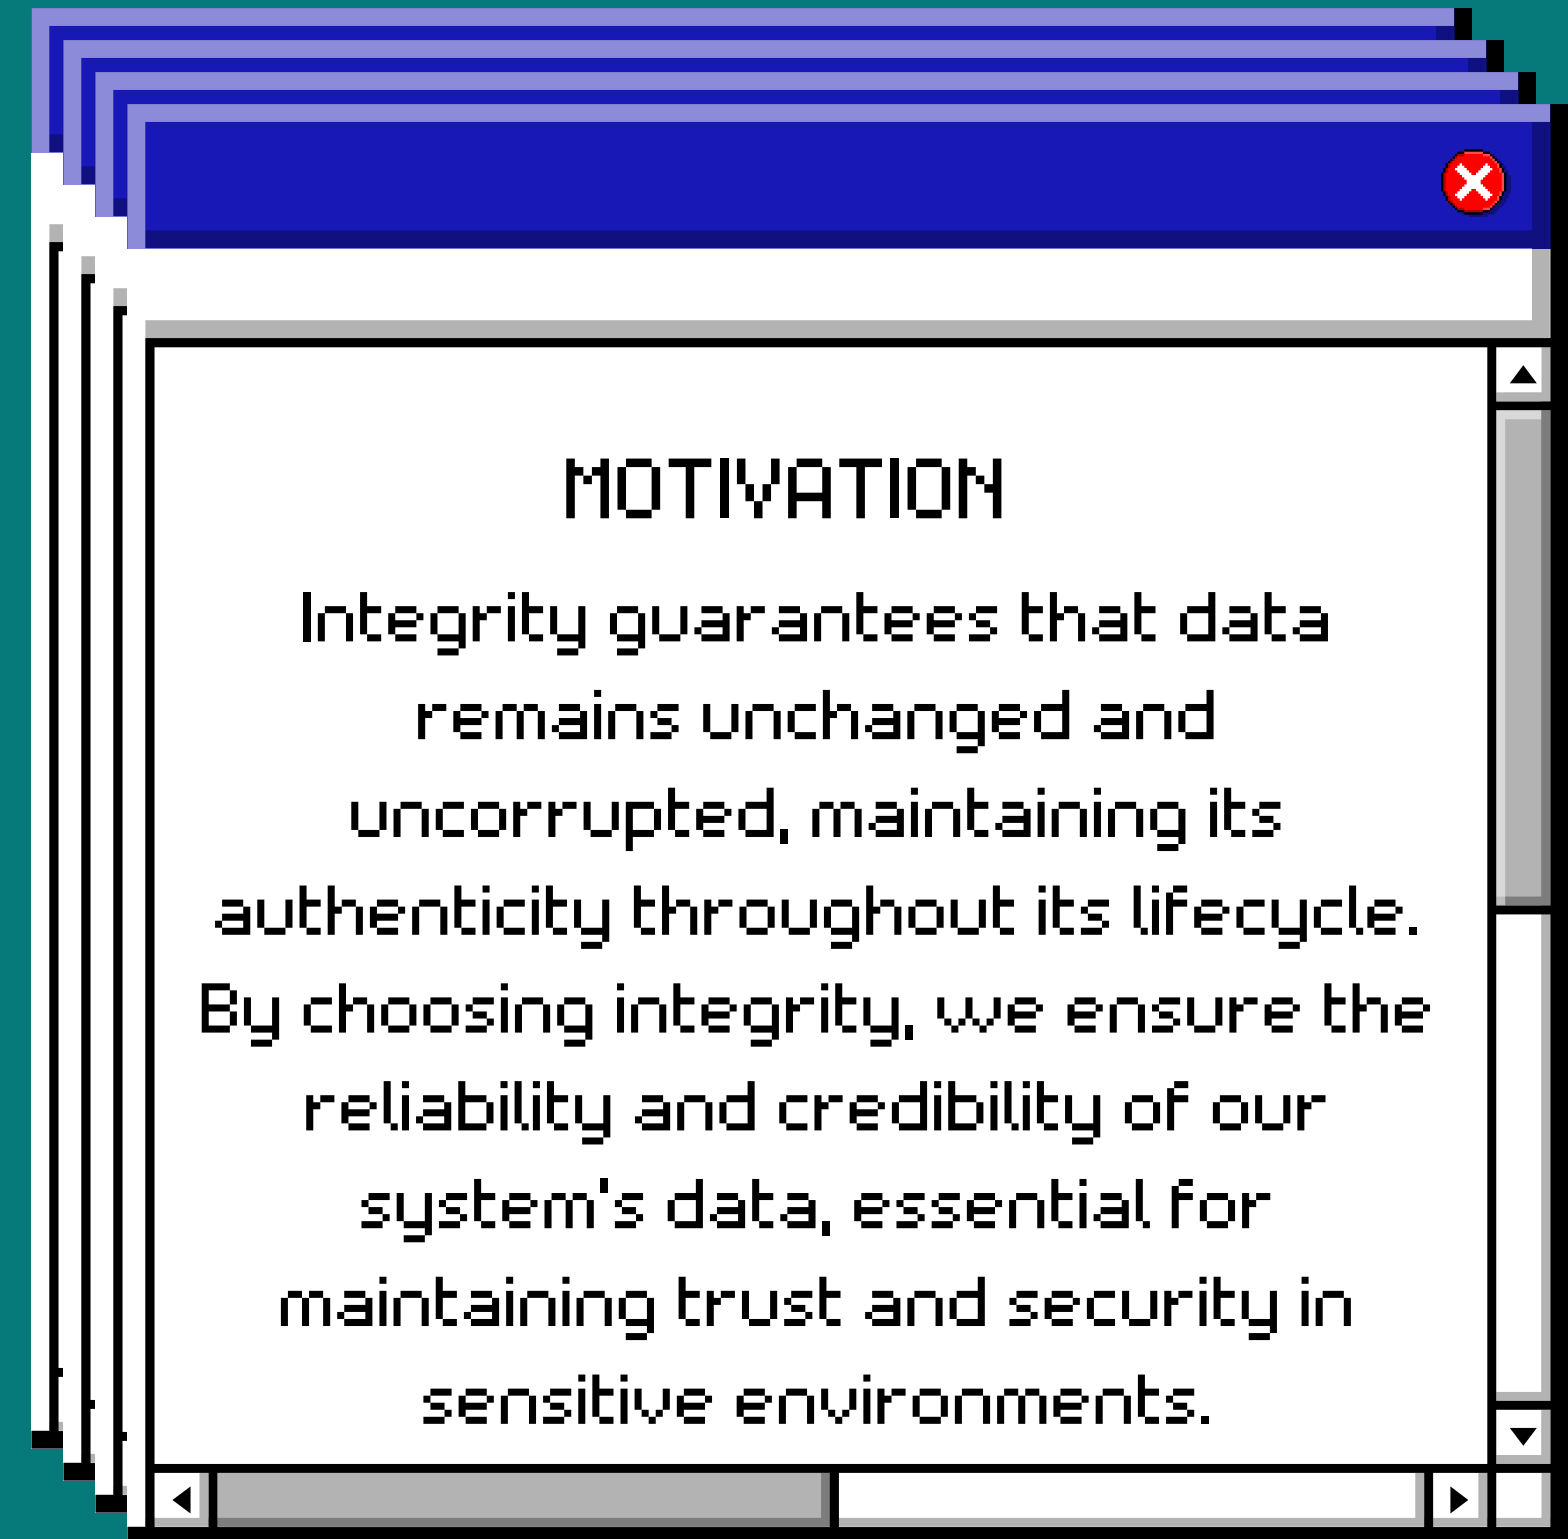 MOTIVATION
Integrity guarantees that data
remains unchanged and
uncorrupted, maintaining its
authenticity throughout its lifecycle.
By choosing integrity, we ensure the
reliability and credibility of our
system's data, essential for
maintaining trust and security in
sensitive environments.